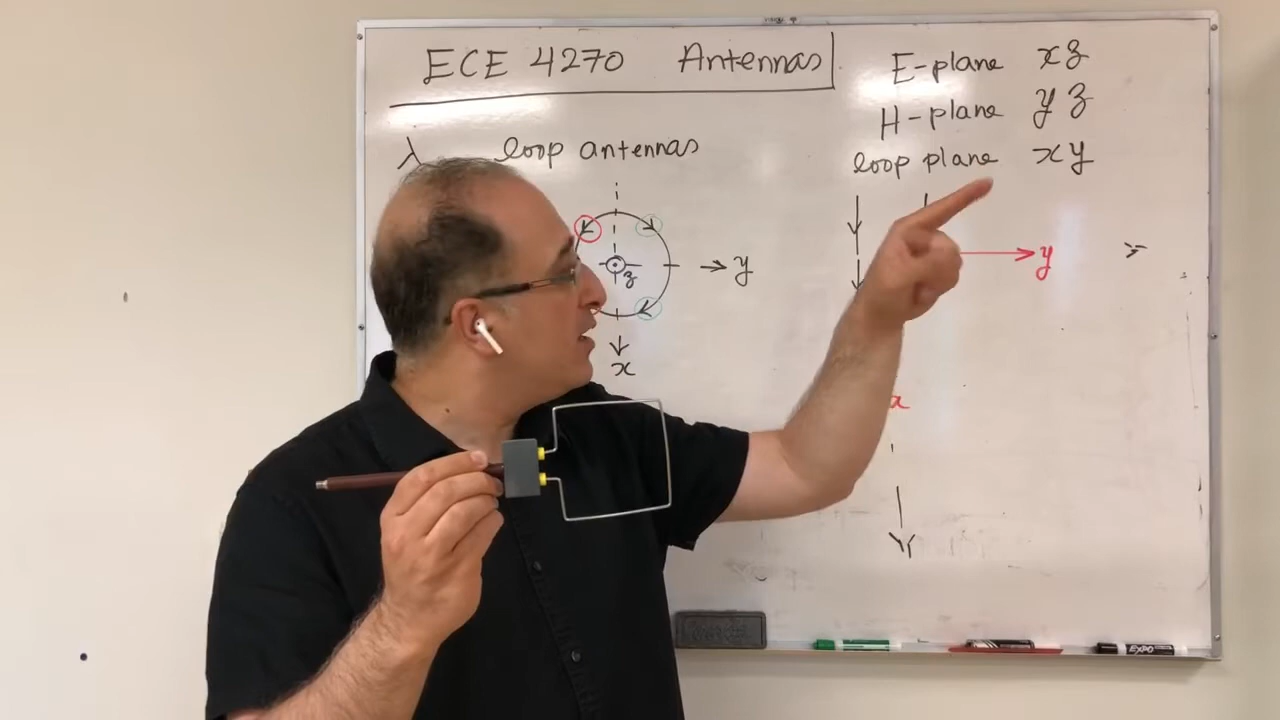 ECE 4270 Antennas
λ loop antennas
z
y
x
E-plane xz
H-plane yz
loop plane xy
y
x
EXPO